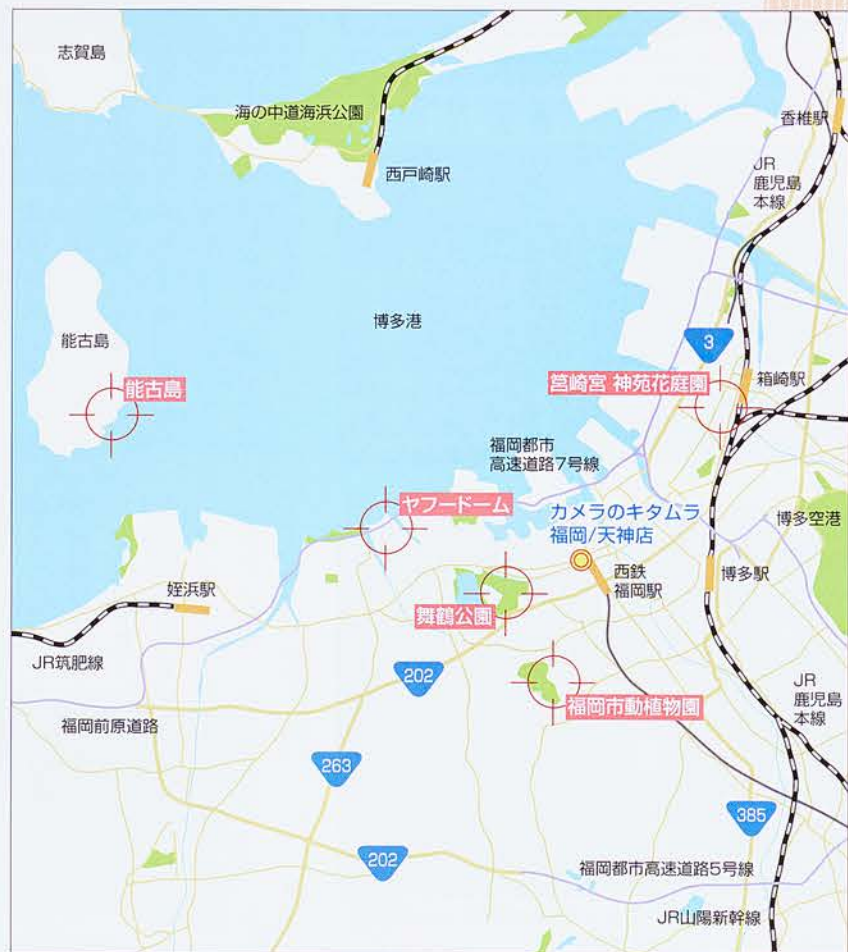 志賀島
海の中道海浜公園
西戸崎駅
香椎駅
JR
鹿児島
本線
博多港
能古島
能古島
3
筥崎宮 神苑花庭園
箱崎駅
福岡都市
高速道路7号線
ヤフードーム
カメラのキタムラ
福岡/天神店
博多空港
姪浜駅
西鉄
福岡駅
博多駅
舞鶴公園
JR筑肥線
202
福岡市動植物園
JR
鹿児島
本線
福岡前原道路
263
385
202
福岡都市高速道路5号線
JR山陽新幹線